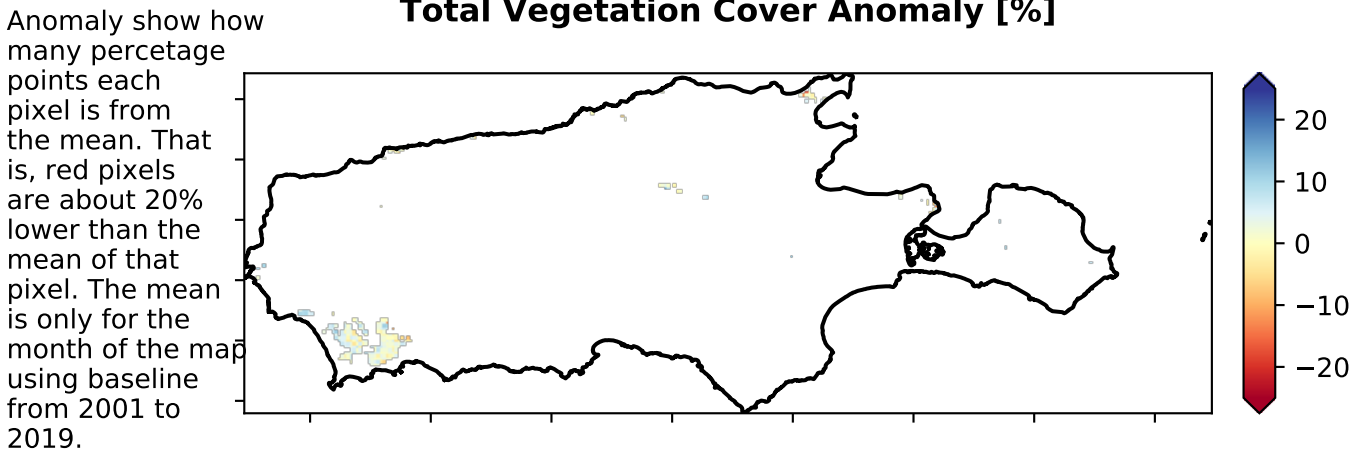 Total Vegetation Cover Anomaly [%]
Anomaly show how
many percetage
points each
pixel is from
the mean. That
is, red pixels
are about 20%
lower than the
mean of that
pixel. The mean
is only for the
month of the map
using baseline
from 2001 to
2019.
20
10
0
−10
−20